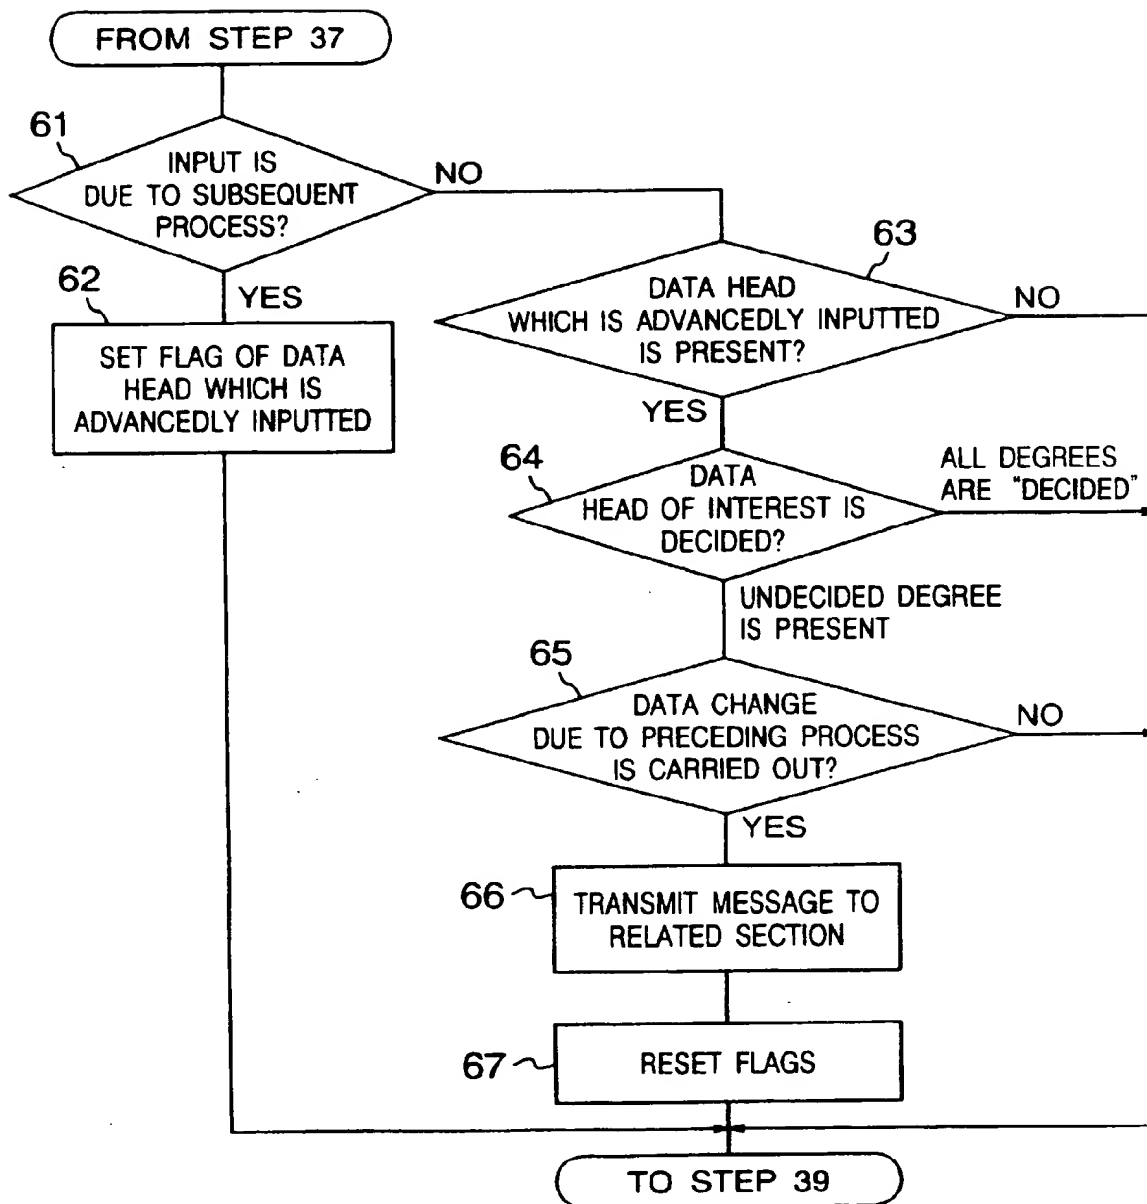 FROM STEP 37
61
INPUT IS
DUE TO SUBSEQUENT
PROCESS?
NO
YES
62
SET FLAG OF DATA
HEAD WHICH IS
ADVANCEDLY INPUTTED
63
DATA HEAD
WHICH IS ADVANCEDLY INPUTTED
IS PRESENT?
NO
YES
64
DATA
HEAD OF INTEREST IS
DECIDED?
ALL DEGREES
ARE "DECIDED"
UNDECIDED DEGREE
IS PRESENT
65
DATA CHANGE
DUE TO PRECEDING PROCESS
IS CARRIED OUT?
NO
YES
66
TRANSMIT MESSAGE TO
RELATED SECTION
67
RESET FLAGS
TO STEP 39